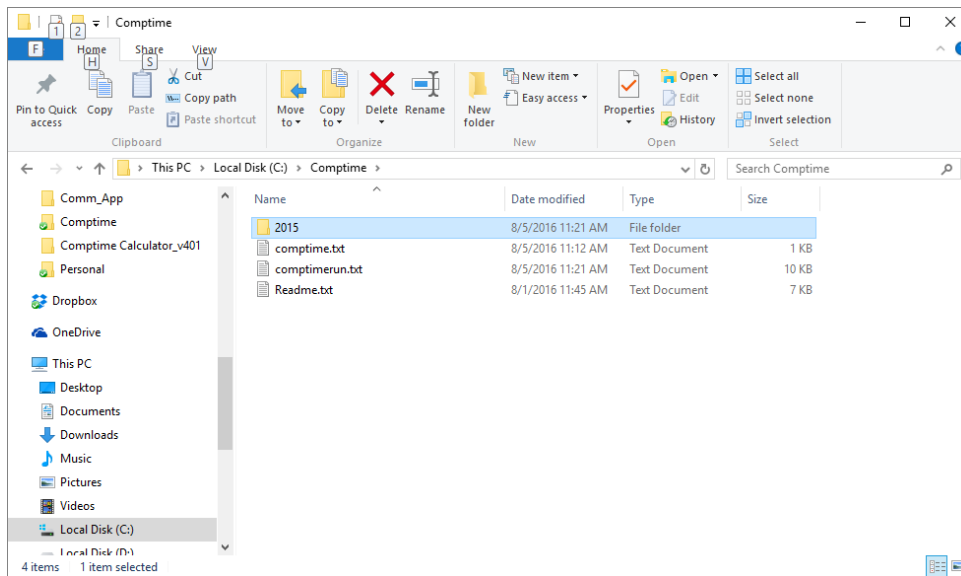 1 2 Comptime
F Home Share View
H S V
Pin to Quick access
Copy
Paste
Cut
Copy path
Paste shortcut
Clipboard
Move to
Copy to
Delete
Rename
Organize
New folder
New item
Easy access
New
Properties
Open
Edit
History
Open
Select all
Select none
Invert selection
Select
This PC > Local Disk (C:) > Comptime >
Search Comptime
Comm_App
Comptime
Comptime Calculator_v401
Personal
Dropbox
OneDrive
This PC
Desktop
Documents
Downloads
Music
Pictures
Videos
Local Disk (C:)
Local Disk (D:)
Name Date modified Type Size
2015 8/5/2016 11:21 AM File folder
comptime.txt 8/5/2016 11:12 AM Text Document 1 KB
comptimerun.txt 8/5/2016 11:21 AM Text Document 10 KB
Readme.txt 8/1/2016 11:45 AM Text Document 7 KB
4 items 1 item selected